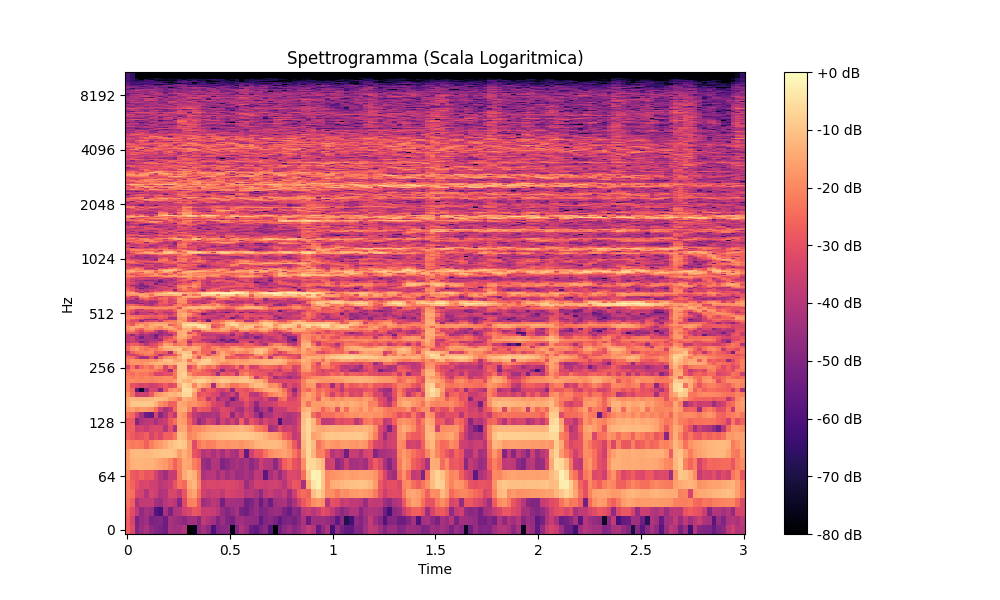 Spettrogramma (Scala Logaritmica)
Hz
8192
4096
2048
1024
512
256
128
64
0
0
0.5
1
1.5
2
2.5
3
Time
+0 dB
-10 dB
-20 dB
-30 dB
-40 dB
-50 dB
-60 dB
-70 dB
-80 dB